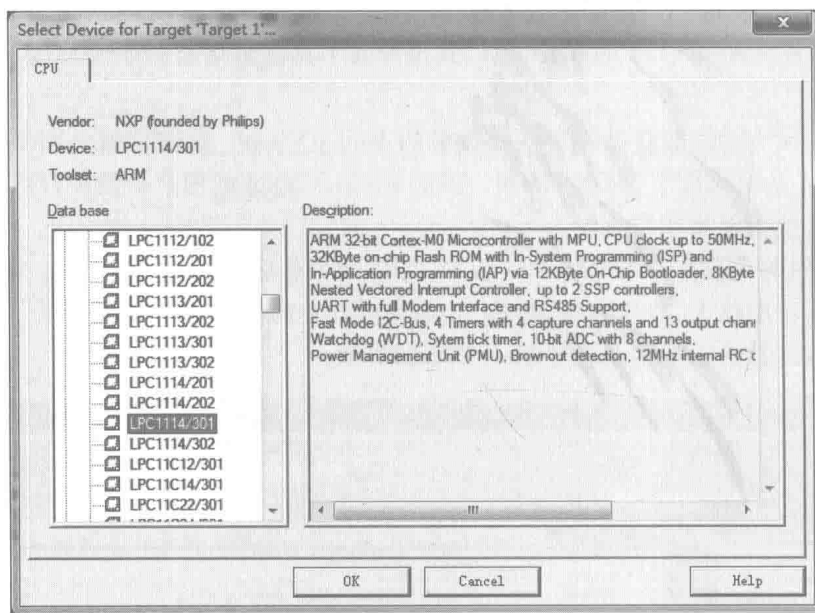 Select Device for Target 'Target 1'...
CPU
Vendor: NXP (founded by Philips)
Device: LPC1114/301
Toolset: ARM
Data base
Description:
LPC1112/102
LPC1112/201
LPC1112/202
LPC1113/201
LPC1113/202
LPC1113/301
LPC1113/302
LPC1114/201
LPC1114/202
LPC1114/301
LPC1114/302
LPC11C12/301
LPC11C14/301
LPC11C22/301
ARM 32-bit Cortex-M0 Microcontroller with MPU, CPU clock up to 50MHz,
32KByte on-chip Flash ROM with In-System Programming (ISP) and
In-Application Programming (IAP) via 12KByte On-Chip Bootloader, 8KByte
Nested Vectored Interrupt Controller, up to 2 SSP controllers,
UART with full Modem Interface and RS485 Support,
Fast Mode I2C-Bus, 4 Timers with 4 capture channels and 13 output chann
Watchdog (WDT), Sytem tick timer, 10-bit ADC with 8 channels,
Power Management Unit (PMU), Brownout detection, 12MHz internal RC
OK
Cancel
Help